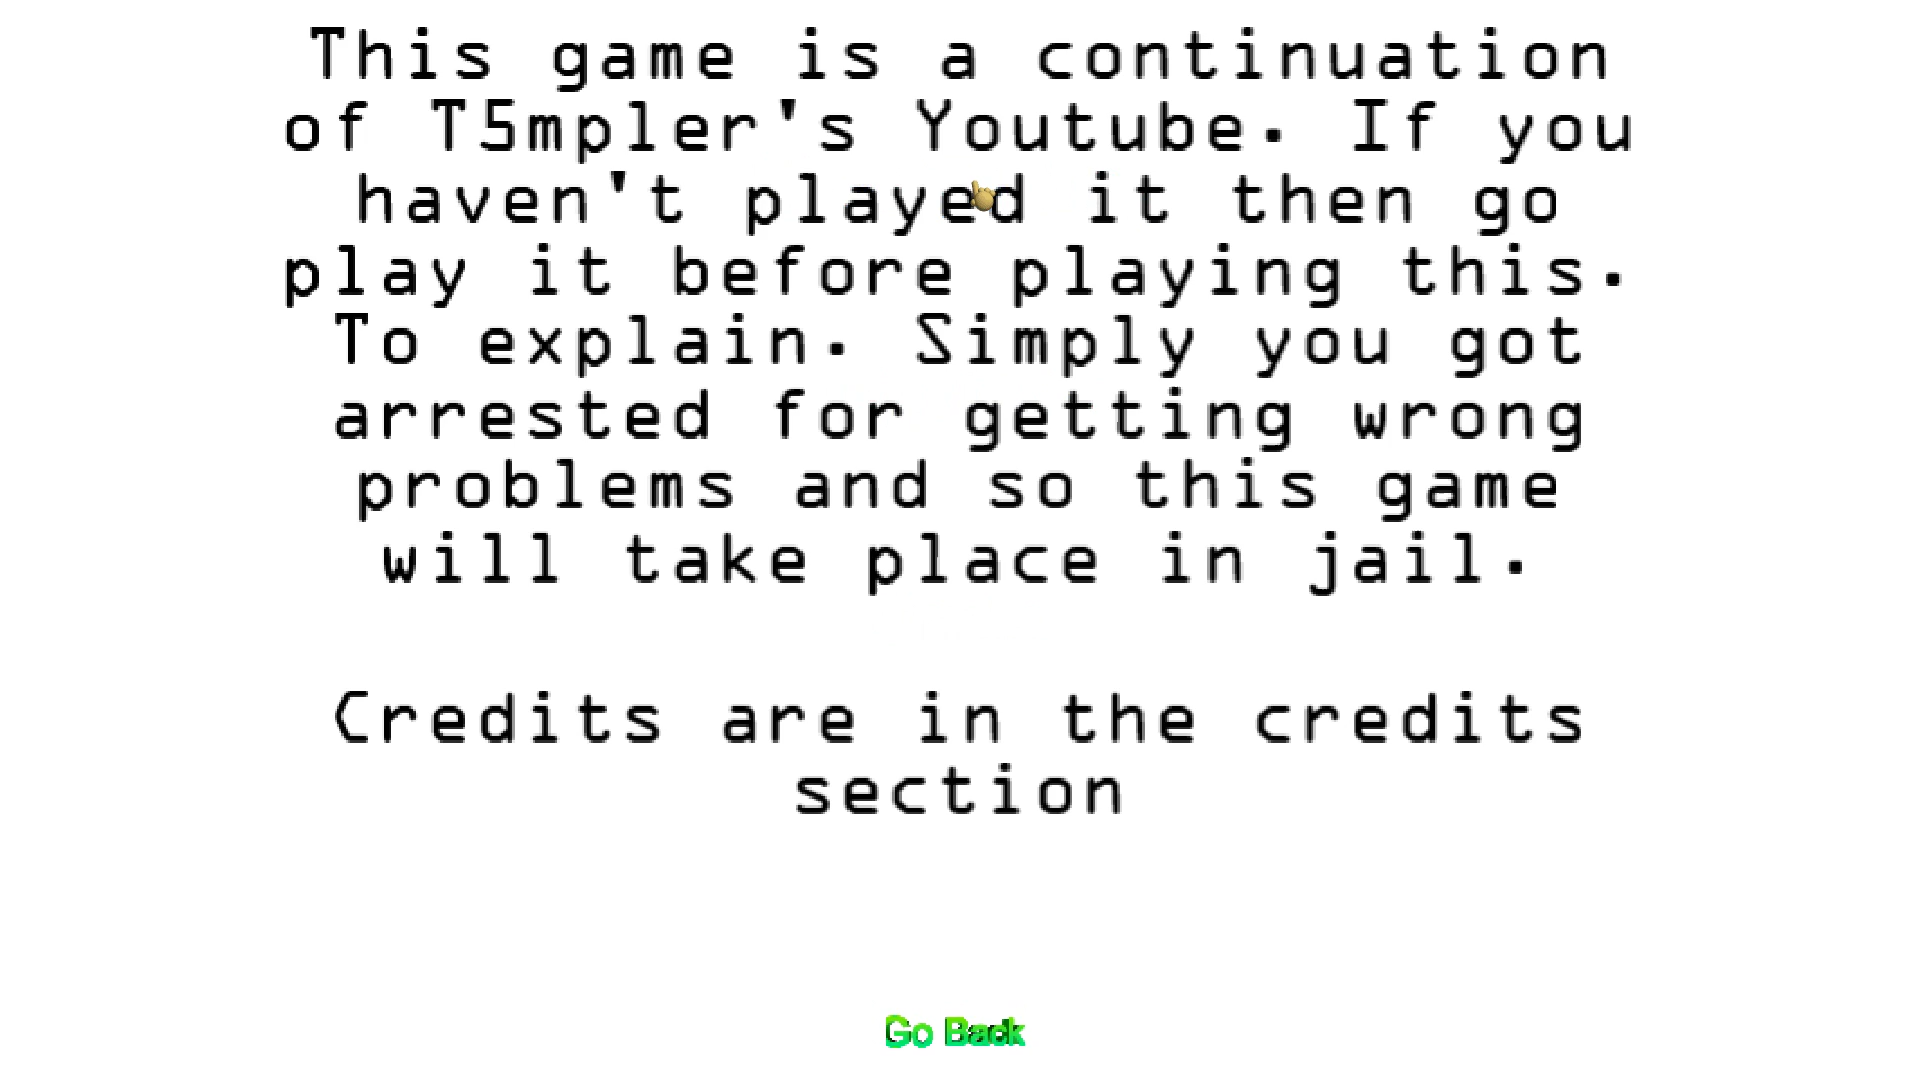 This game is a continuation
of T5mpler's Youtube. If you
haven't played it then go
play it before playing this.
To explain. Simply you got
arrested for getting wrong
problems and so this game
will take place in jail.
Credits are in the credits
section
Go Back